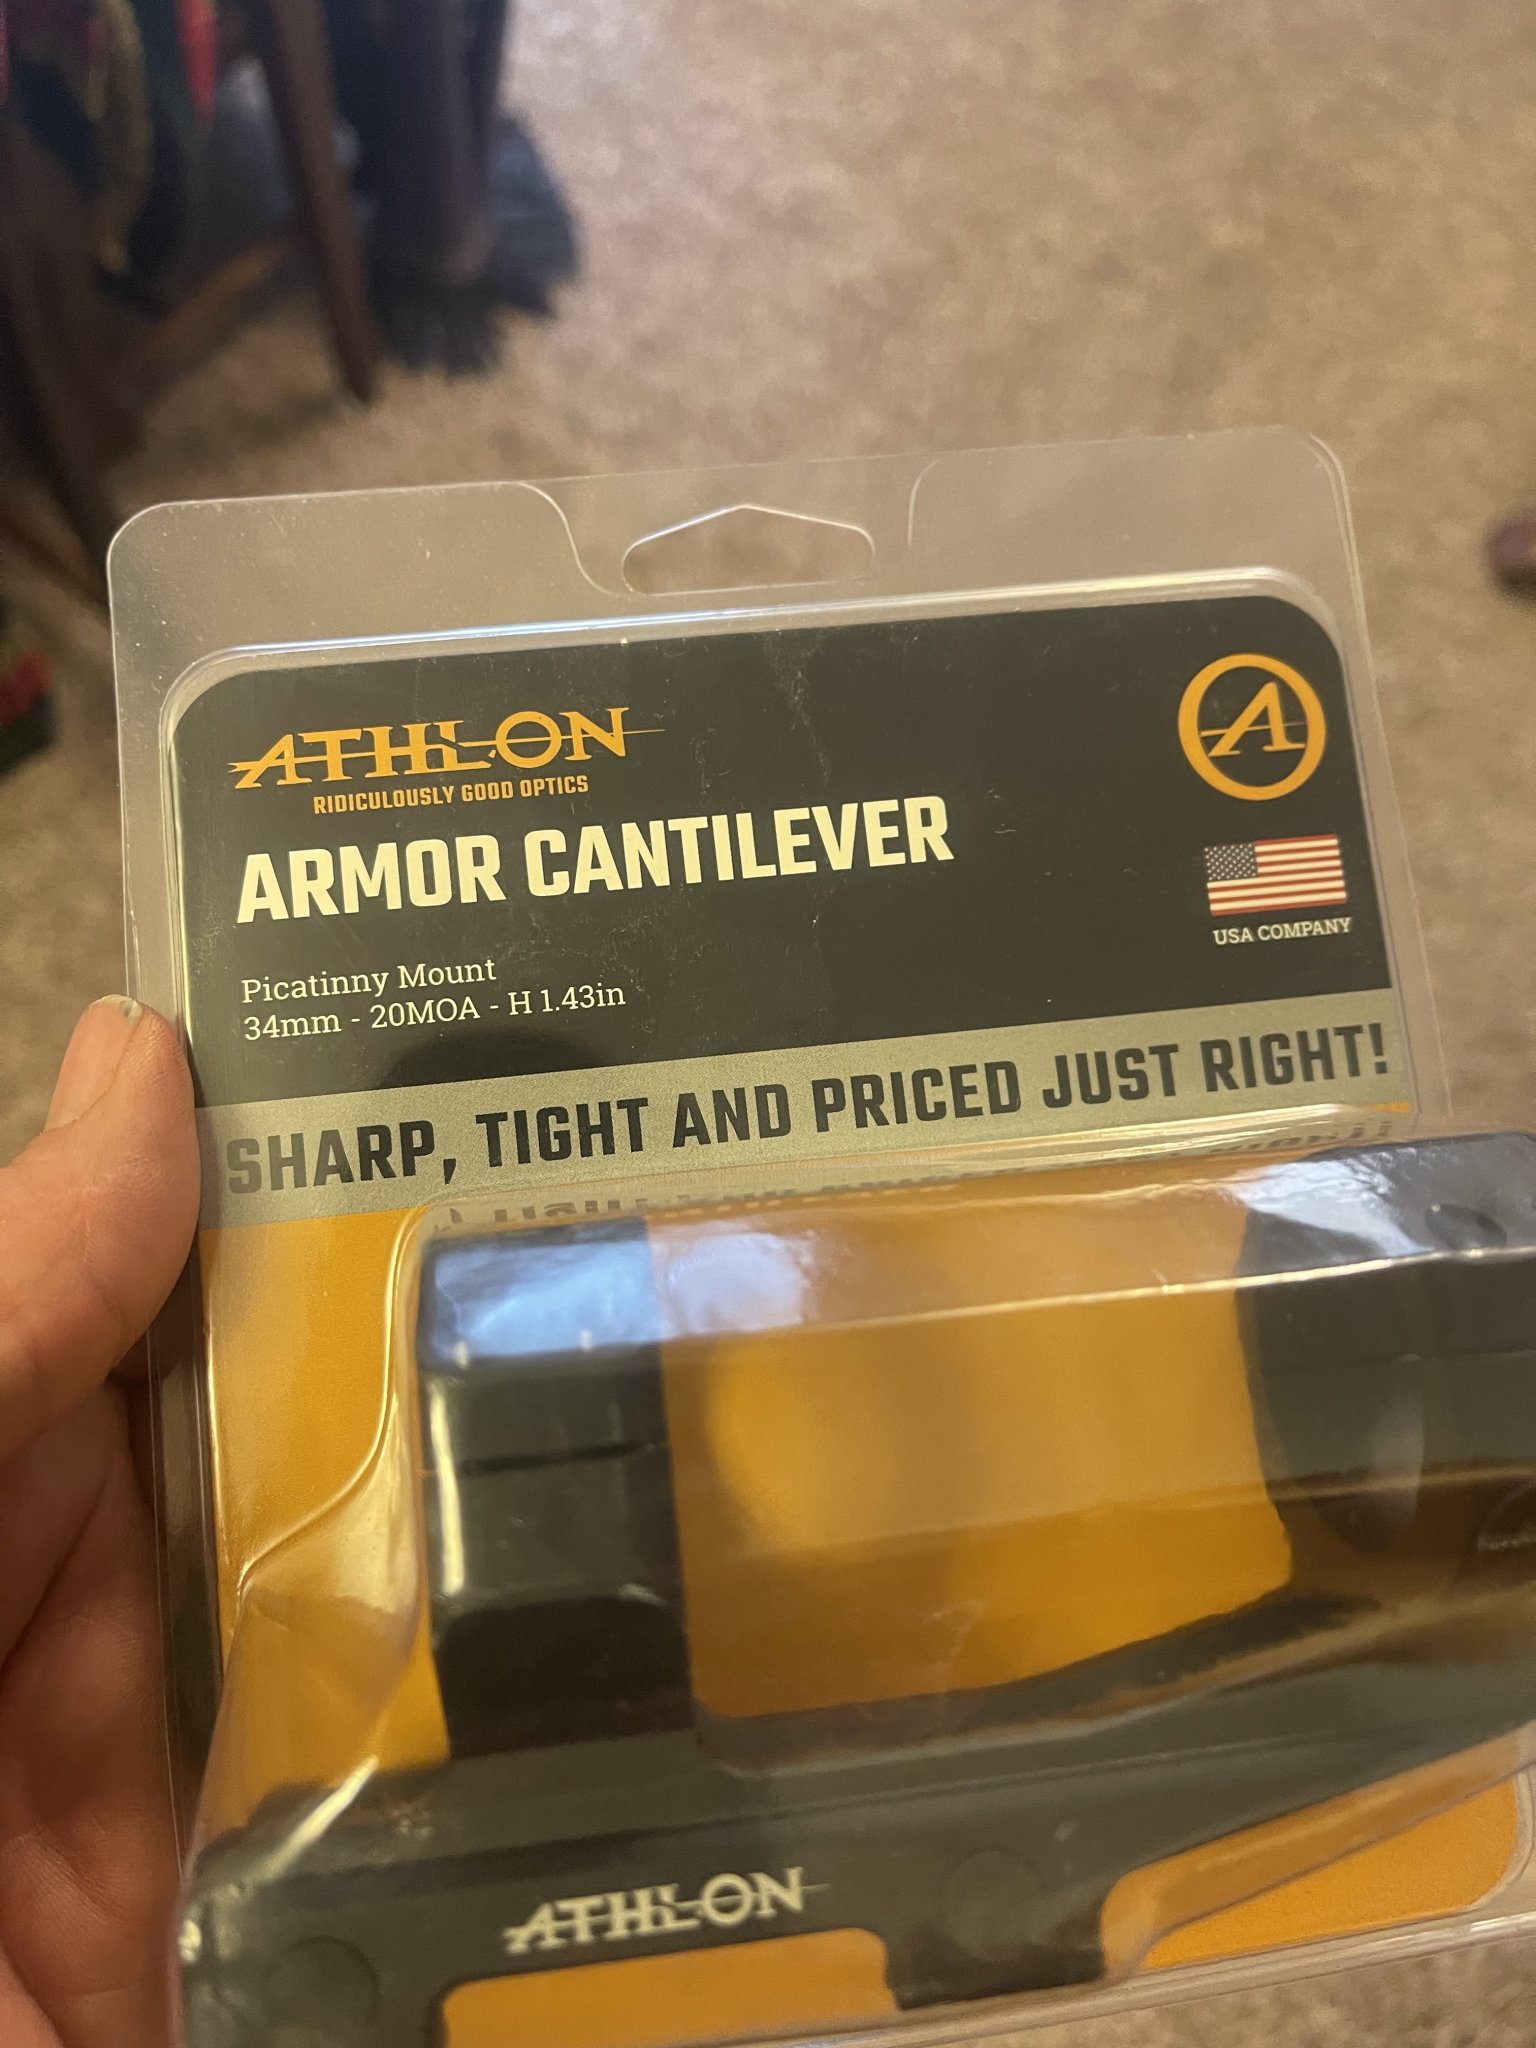 ATHLON
RIDICULOUSLY GOOD OPTICS
ARMOR CANTILEVER
Picatinny Mount
34mm - 20MOA - H 1.43in
A
USA COMPANY
SHARP, TIGHT AND PRICED JUST RIGHT!
ATHLON